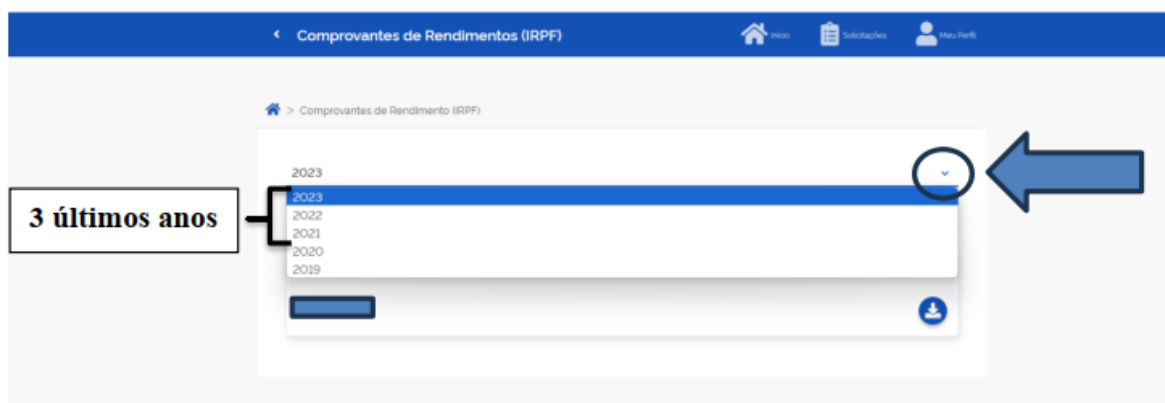 Comprovantes de Rendimentos (IRPF)
Início
Solicitações
Meu Perfil
> Comprovantes de Rendimento (IRPF)
2023
2023
2022
2021
2020
2019
3 últimos anos